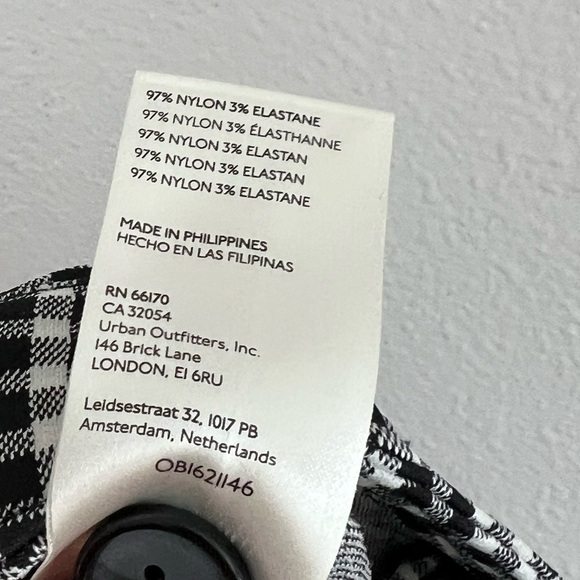 97% NYLON 3% ELASTANE
97% NYLON 3% ÉLASTHANNE
97% NYLON 3% ELASTAN
97% NYLON 3% ELASTAN
97% NYLON 3% ELASTANE
MADE IN PHILIPPINES
HECHO EN LAS FILIPINAS
RN 66170
CA 32054
Urban Outfitters, Inc.
146 Brick Lane
LONDON, E1 6RU
Leidsestraat 32, 1017 PB
Amsterdam, Netherlands
OB1621146